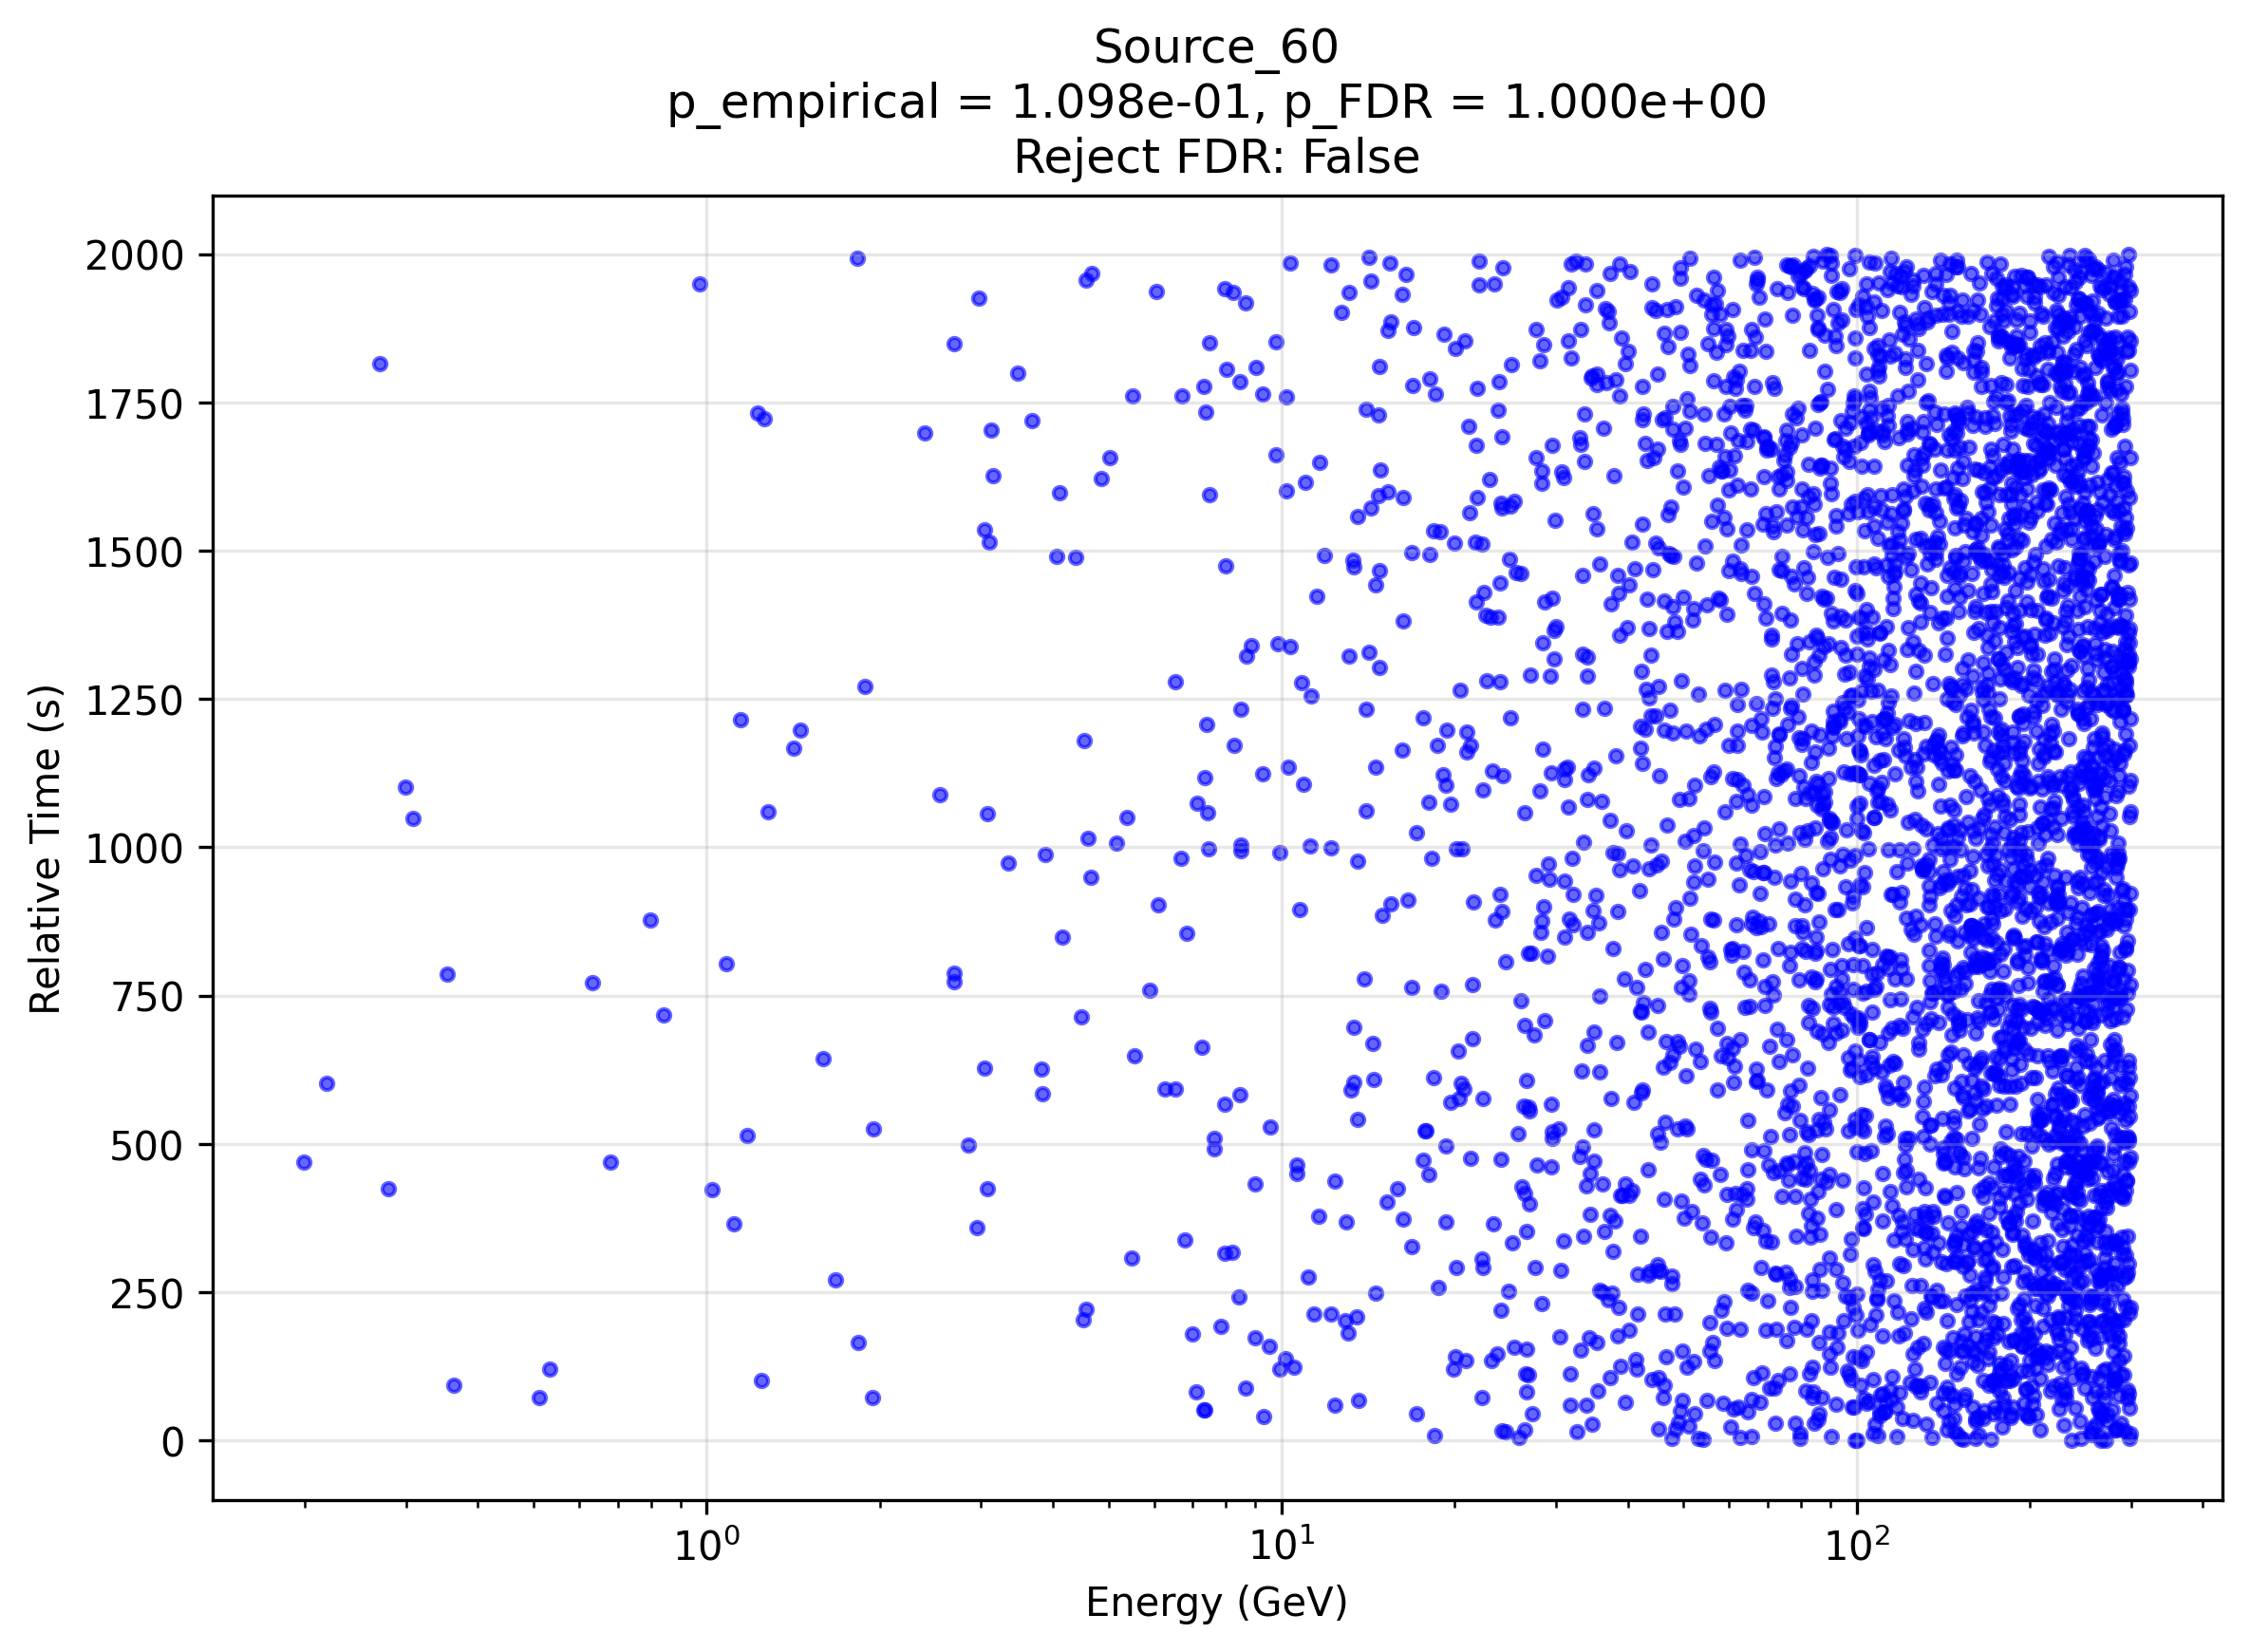 Source_60
p_empirical = 1.098e-01, p_FDR = 1.000e+00
Reject FDR: False
2000
1750
1500
1250
1000
750
500
250
0
Relative Time (s)
10⁰
10¹
10²
Energy (GeV)